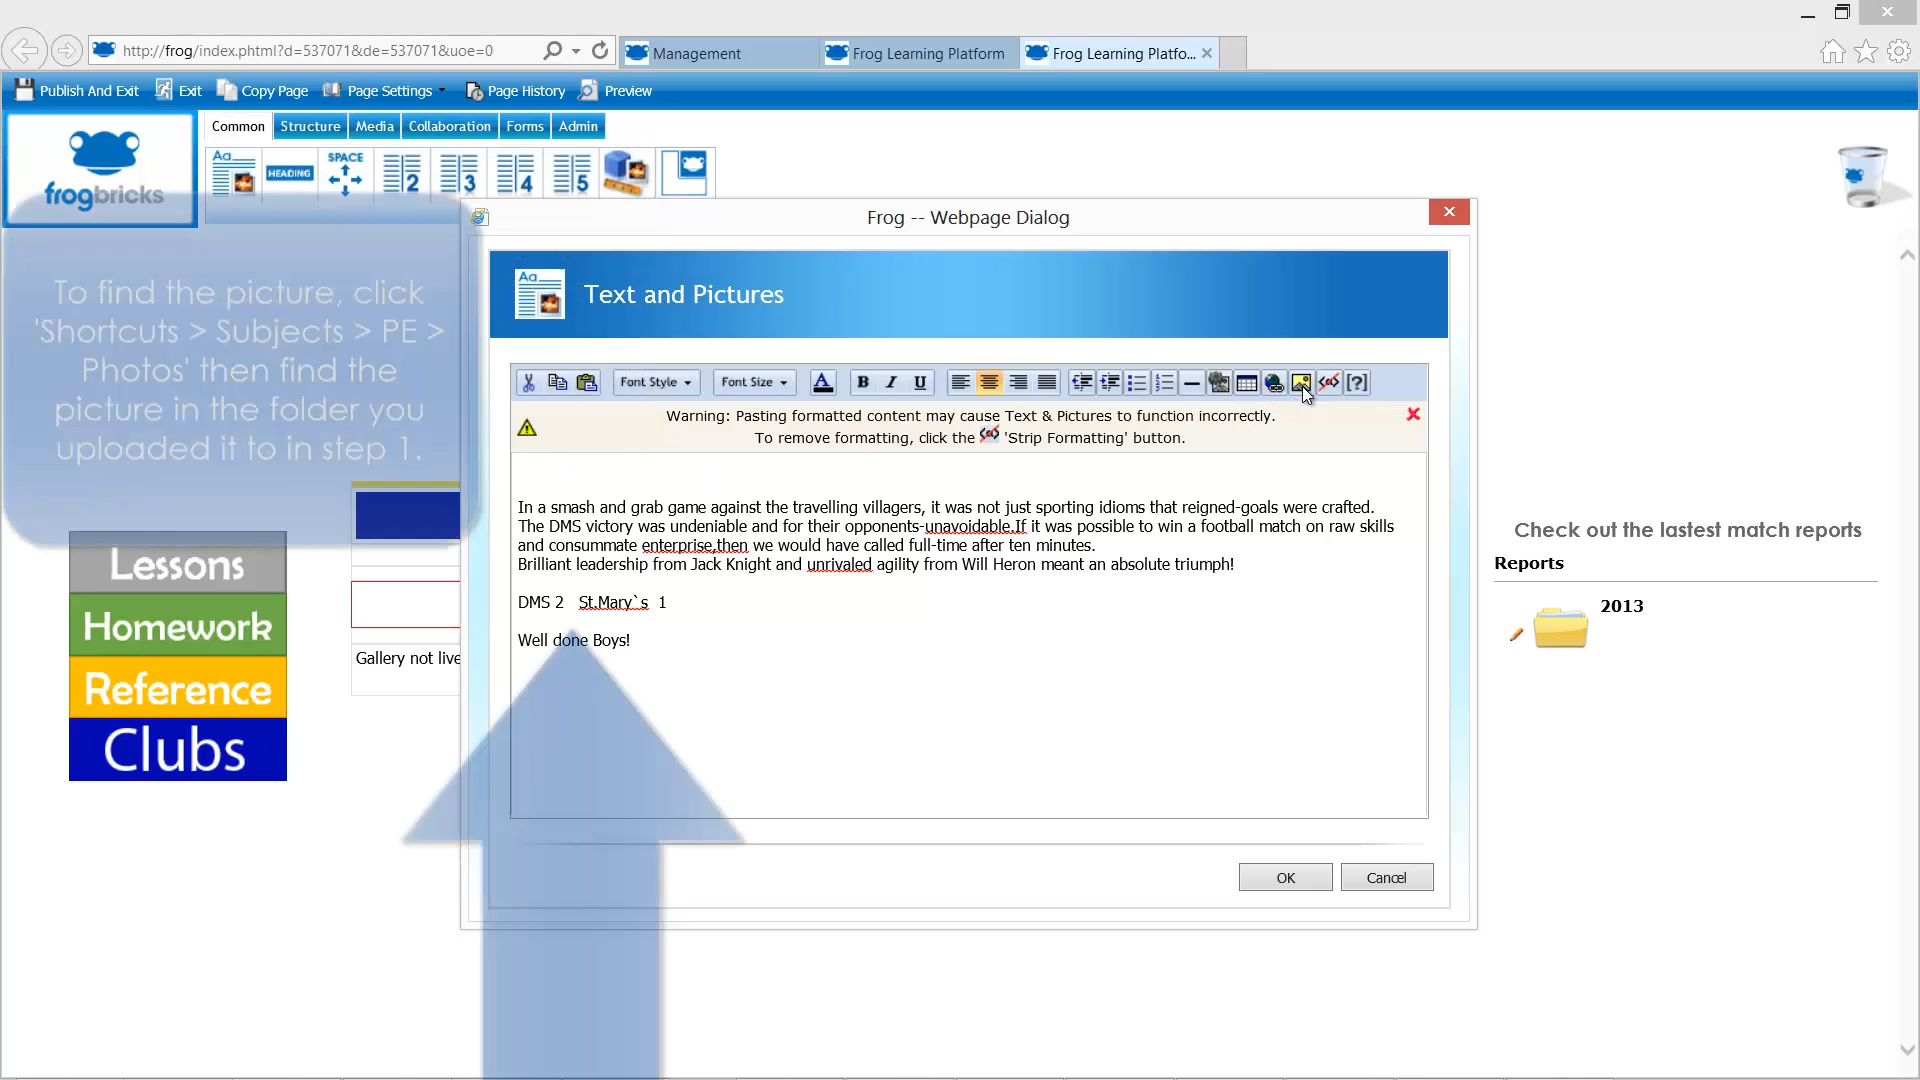 http://frog/index.phtml?d=537071&de=537071&uoe=0
Management
Frog Learning Platform
Frog Learning Platfo...
Publish And Exit
Exit
Copy Page
Page Settings
Page History
Preview
Common
Structure
Media
Collaboration
Forms
Admin
frogbricks
Aa
HEADING
SPACE
2
3
4
5
Frog -- Webpage Dialog
To find the picture, click
'Shortcuts > Subjects > PE >
Photos' then find the
picture in the folder you
uploaded it to in step 1.
Aa
Text and Pictures
Font Style
Font Size
A
B
I
U
[?]
Warning: Pasting formatted content may cause Text & Pictures to function incorrectly.
To remove formatting, click the 'Strip Formatting' button.
In a smash and grab game against the travelling villagers, it was not just sporting idioms that reigned-goals were crafted.
The DMS victory was undeniable and for their opponents-unavoidable.If it was possible to win a football match on raw skills
and consummate enterprise,then we would have called full-time after ten minutes.
Brilliant leadership from Jack Knight and unrivaled agility from Will Heron meant an absolute triumph!
DMS 2   St.Mary`s  1
Well done Boys!
OK
Cancel
Lessons
Homework
Reference
Clubs
Gallery not live
Check out the lastest match reports
Reports
2013